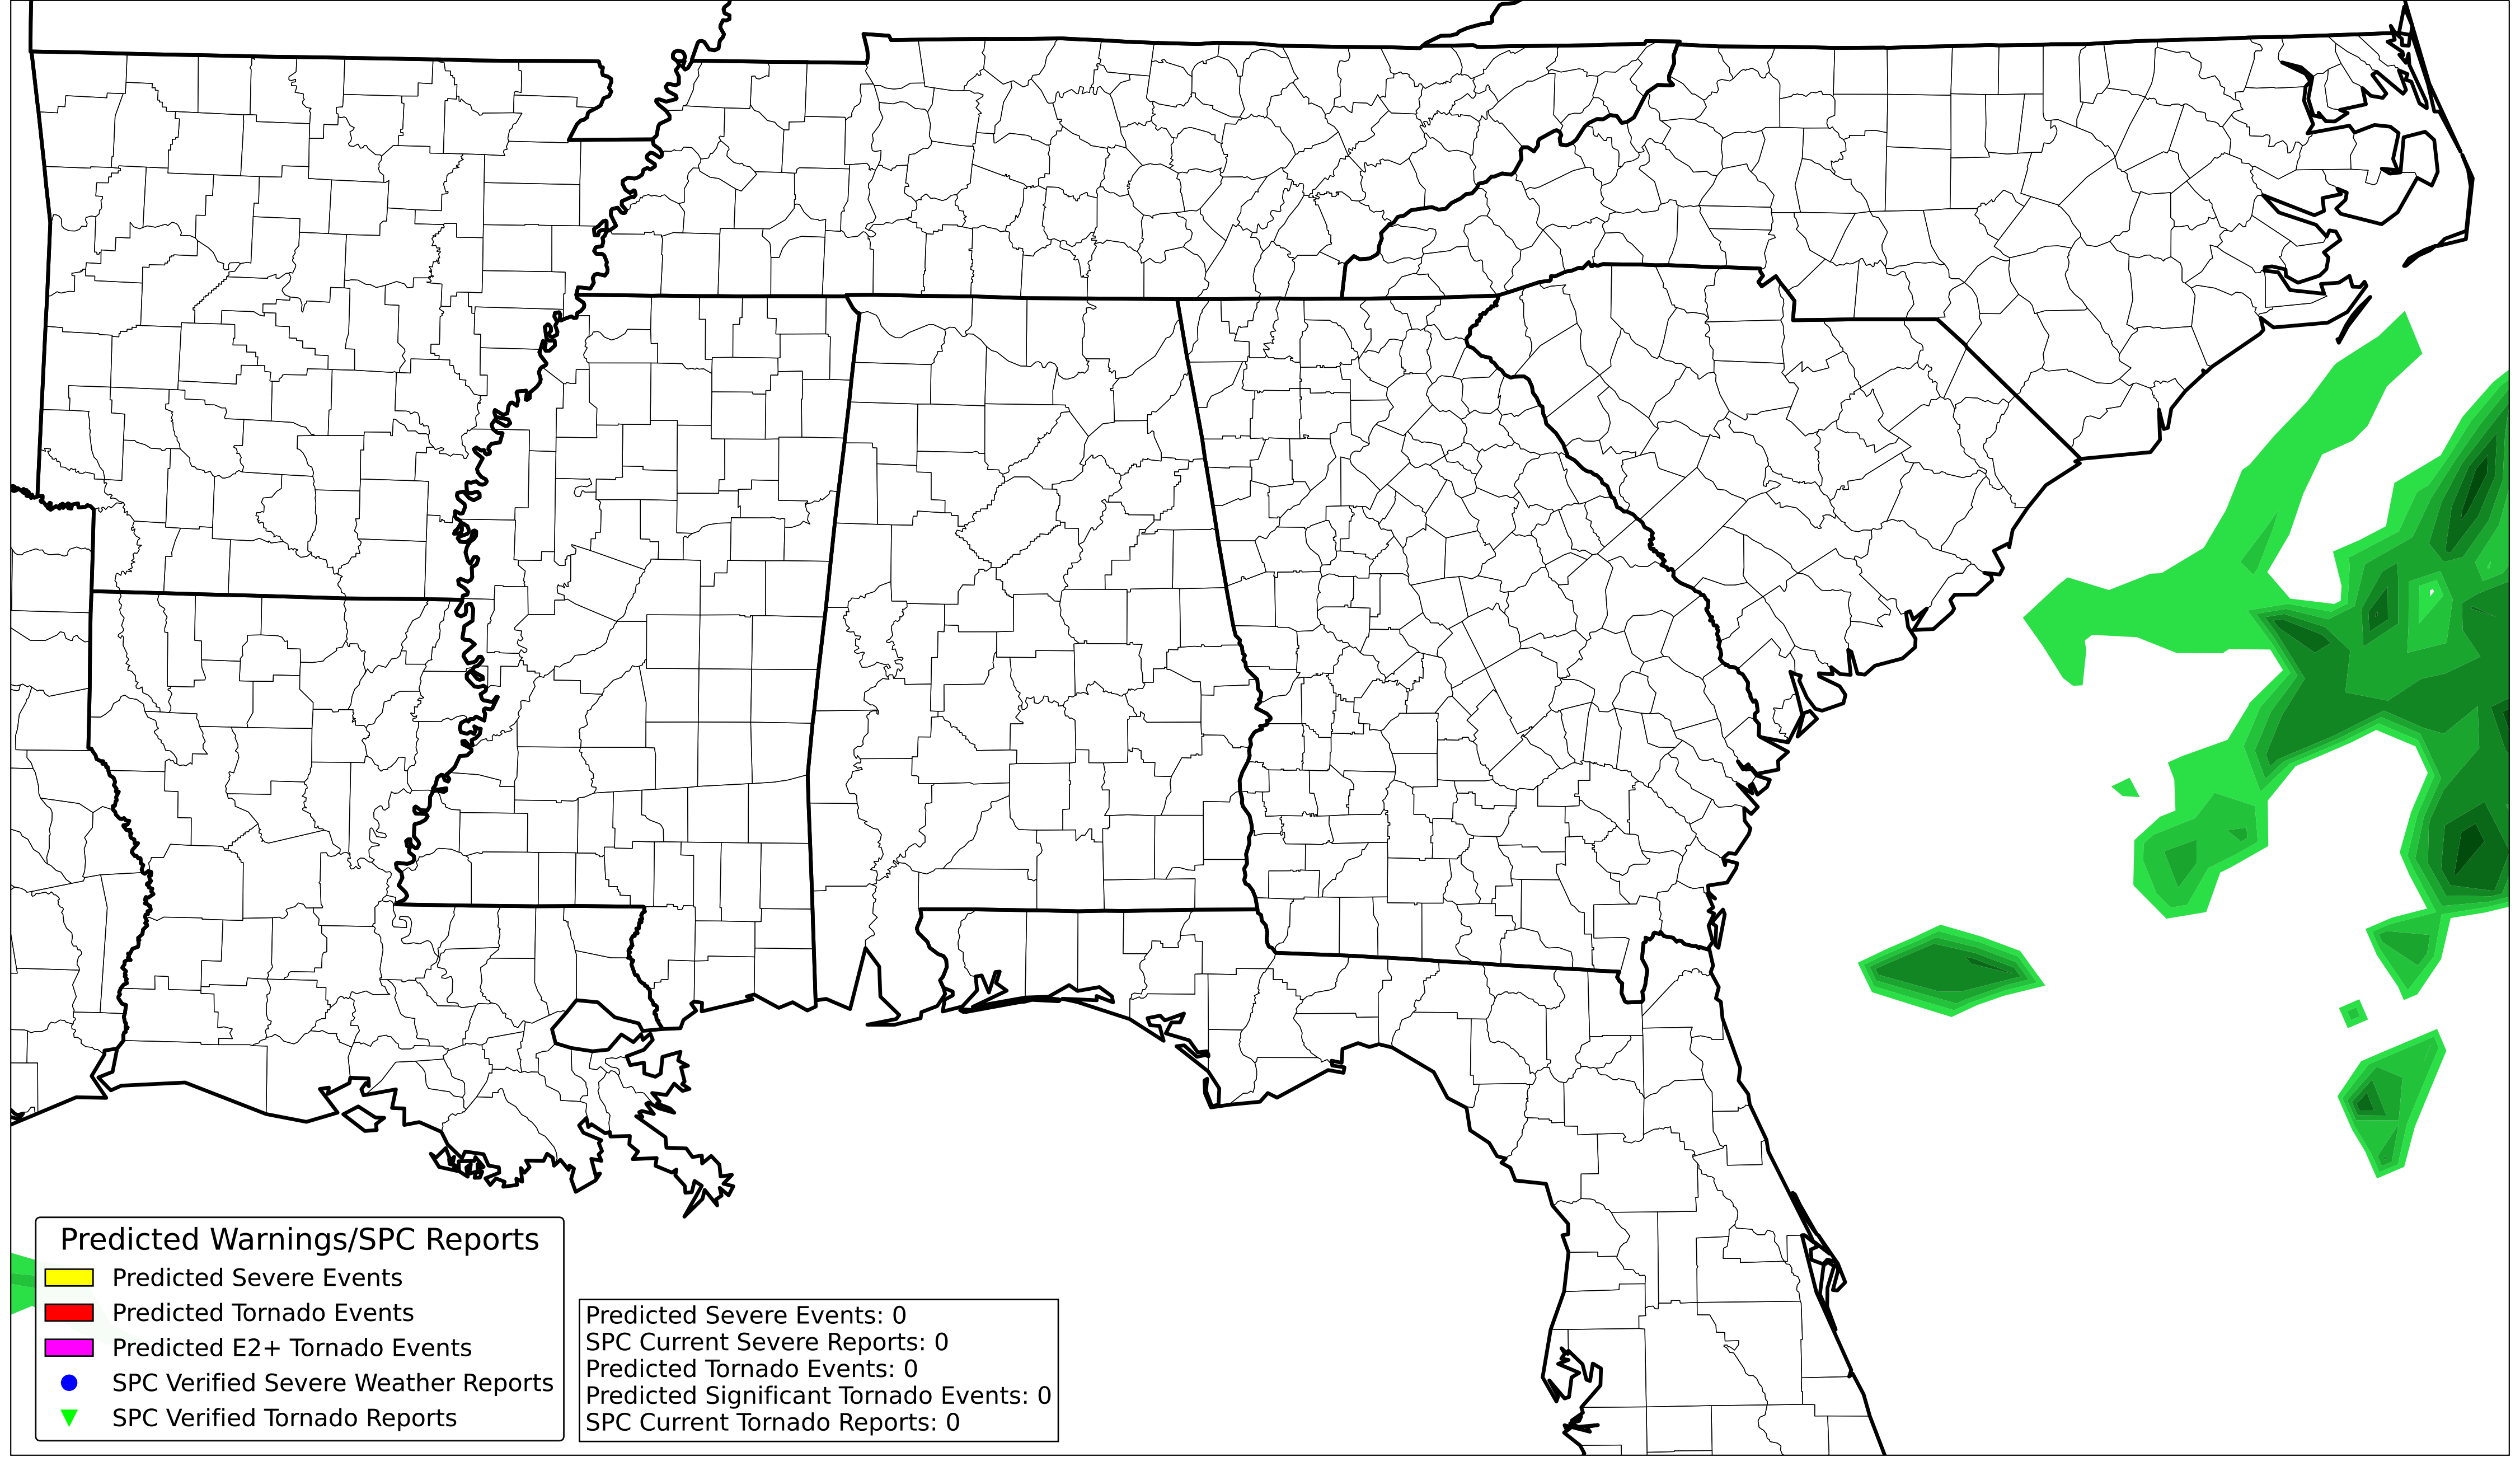 Predicted Warnings/SPC Reports
Predicted Severe Events
Predicted Tornado Events
Predicted E2+ Tornado Events
SPC Verified Severe Weather Reports
SPC Verified Tornado Reports
Predicted Severe Events: 0
SPC Current Severe Reports: 0
Predicted Tornado Events: 0
Predicted Significant Tornado Events: 0
SPC Current Tornado Reports: 0